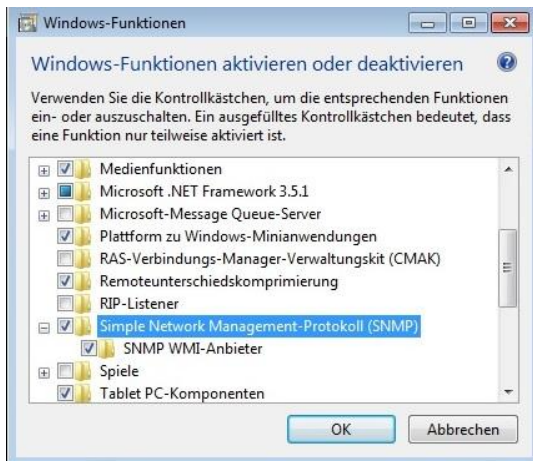 Windows-Funktionen
Windows-Funktionen aktivieren oder deaktivieren
Verwenden Sie die Kontrollkästchen, um die entsprechenden Funktionen
ein- oder auszuschalten. Ein ausgefülltes Kontrollkästchen bedeutet, dass
eine Funktion nur teilweise aktiviert ist.
Medienfunktionen
Microsoft .NET Framework 3.5.1
Microsoft-Message Queue-Server
Plattform zu Windows-Minianwendungen
RAS-Verbindungs-Manager-Verwaltungskit (CMAK)
Remoteunterschiedskomprimierung
RIP-Listener
Simple Network Management-Protokoll (SNMP)
SNMP WMI-Anbieter
Spiele
Tablet PC-Komponenten
OK Abbrechen